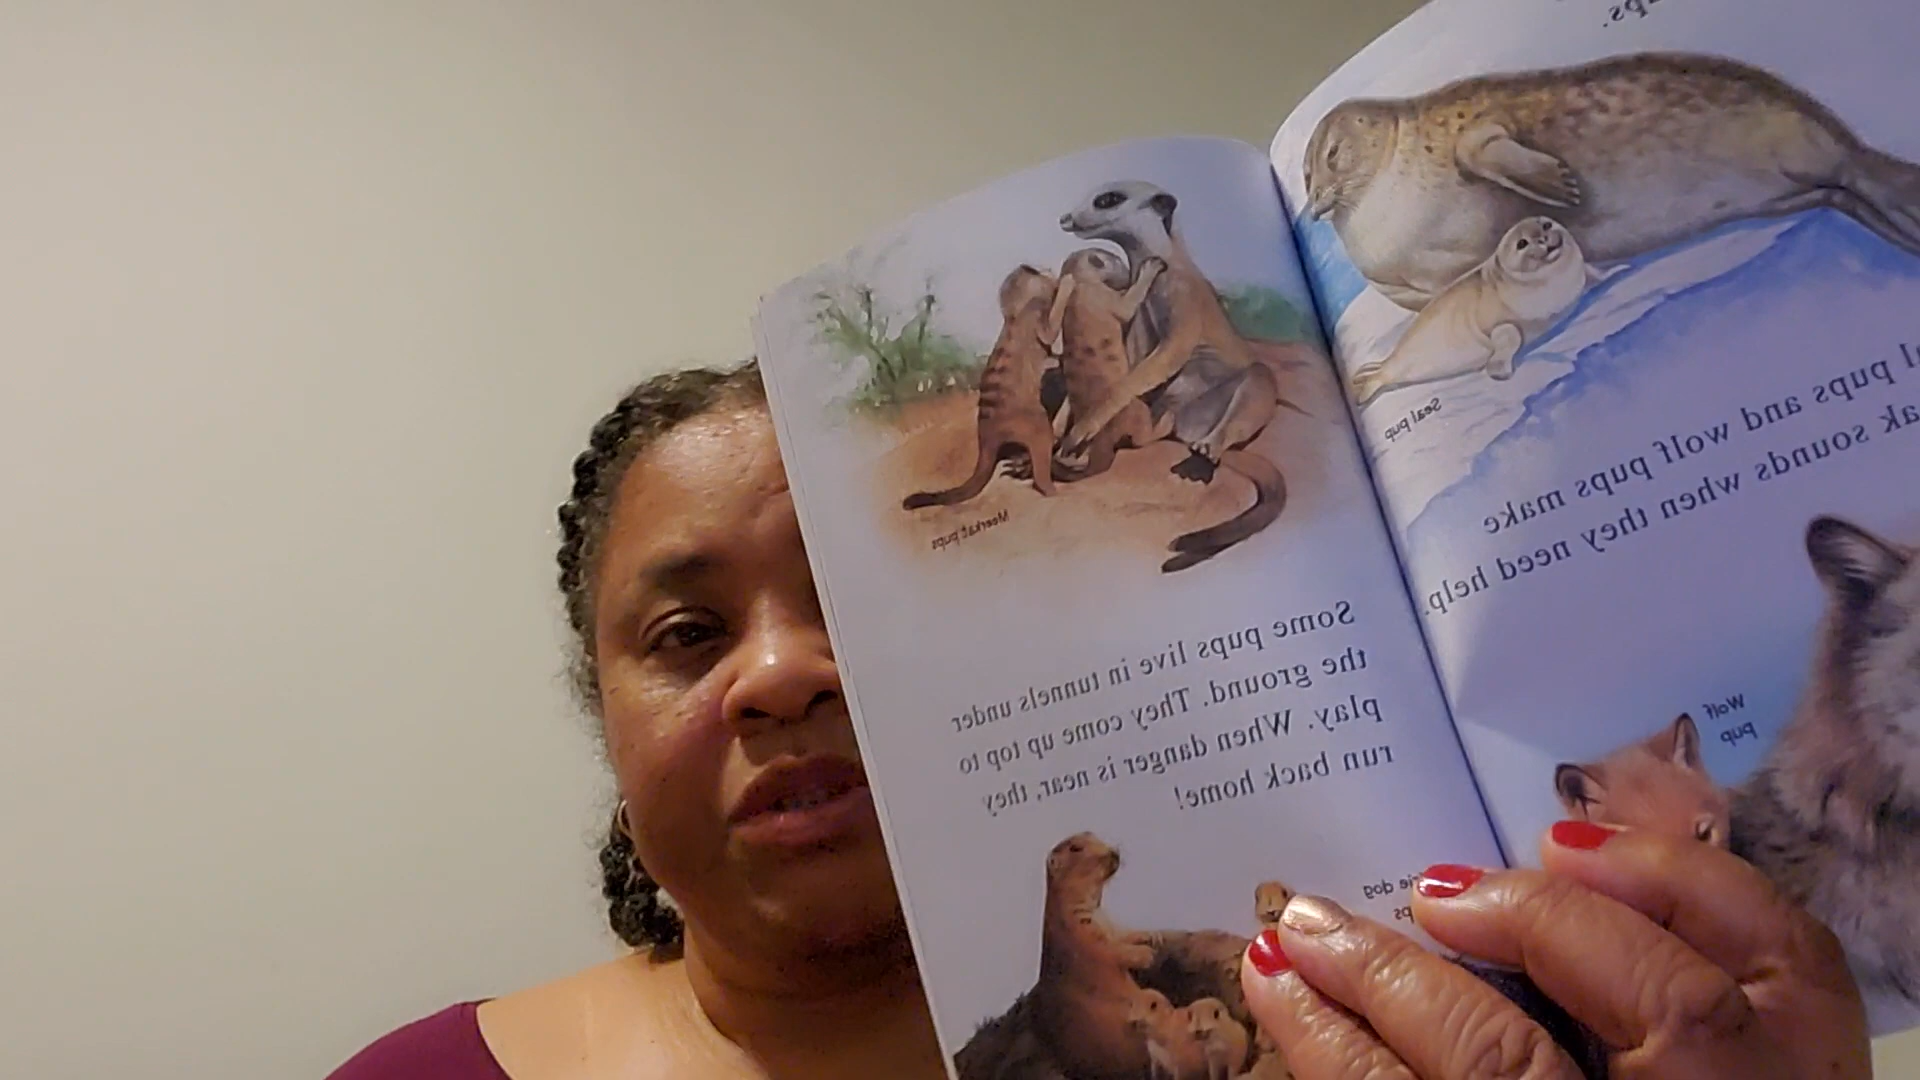 Seal pup
pups and wolf pups make
sounds when they need help.
Wolf
pup
Meerkat pups
Some pups live in tunnels under
the ground. They come up top to
play. When danger is near, they
run back home!
dog